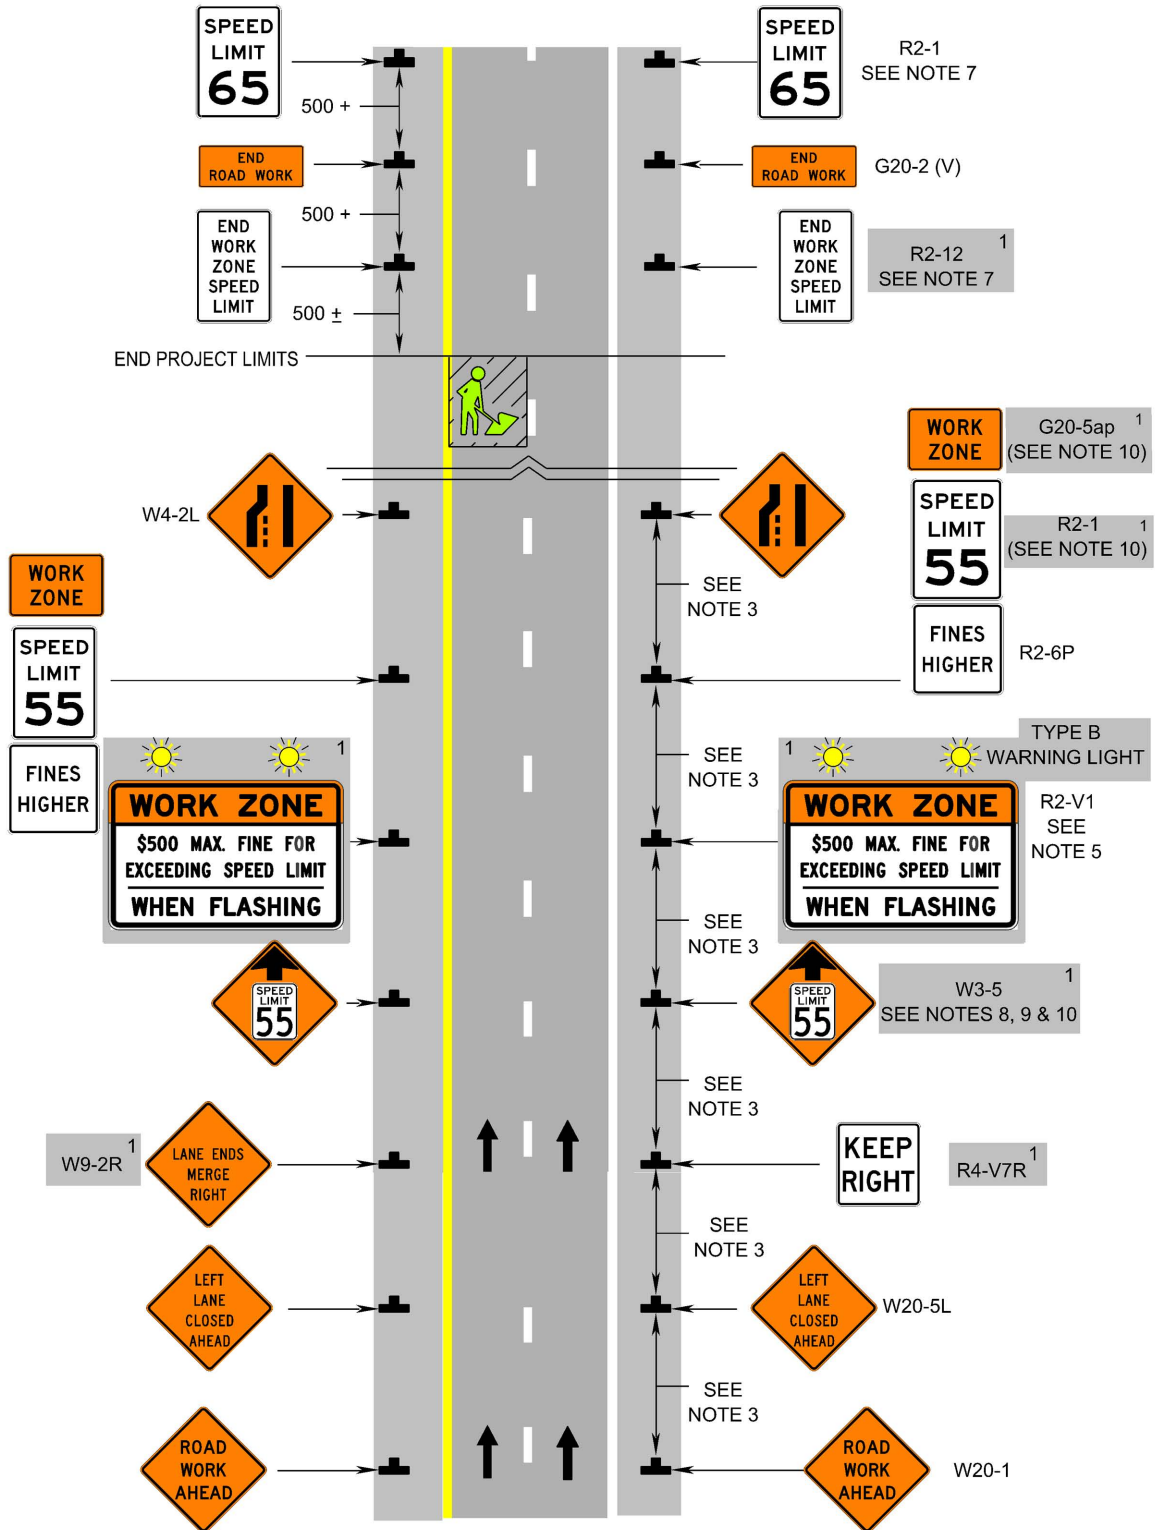 SPEED
LIMIT
65
SPEED
LIMIT
65
R2-1
SEE NOTE 7
500 +
END
ROAD WORK
END
ROAD WORK
G20-2 (V)
500 +
END
WORK
ZONE
SPEED
LIMIT
END
WORK
ZONE
SPEED
LIMIT
R2-12 1
SEE NOTE 7
500 ±
END PROJECT LIMITS
WORK
ZONE
G20-5ap 1
(SEE NOTE 10)
W4-2L
SPEED
LIMIT
55
R2-1 1
(SEE NOTE 10)
WORK
ZONE
SEE
NOTE 3
FINES
HIGHER
R2-6P
SPEED
LIMIT
55
FINES
HIGHER
SEE
NOTE 3
TYPE B
WARNING LIGHT
1
WORK ZONE
$500 MAX. FINE FOR
EXCEEDING SPEED LIMIT
WHEN FLASHING
1
WORK ZONE
$500 MAX. FINE FOR
EXCEEDING SPEED LIMIT
WHEN FLASHING
R2-V1
SEE
NOTE 5
SEE
NOTE 3
SPEED
LIMIT
55
SPEED
LIMIT
55
W3-5 1
SEE NOTES 8, 9 & 10
SEE
NOTE 3
W9-2R 1
LANE ENDS
MERGE
RIGHT
KEEP
RIGHT
R4-V7R 1
SEE
NOTE 3
LEFT
LANE
CLOSED
AHEAD
LEFT
LANE
CLOSED
AHEAD
W20-5L
SEE
NOTE 3
ROAD
WORK
AHEAD
ROAD
WORK
AHEAD
W20-1